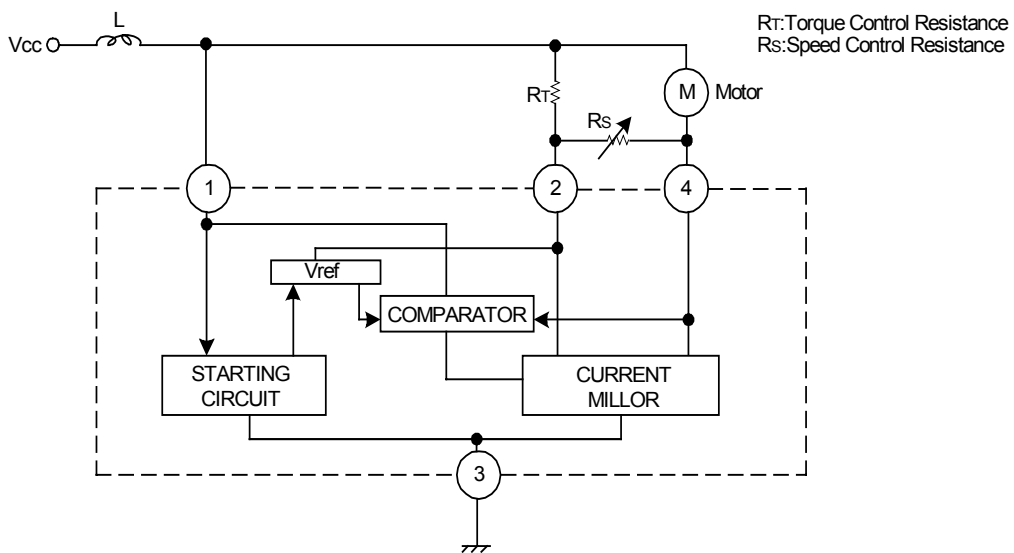 L
Vcc
RT:Torque Control Resistance
RS:Speed Control Resistance
RT
M Motor
RS
1
2
4
Vref
COMPARATOR
STARTING
CIRCUIT
CURRENT
MILLOR
3